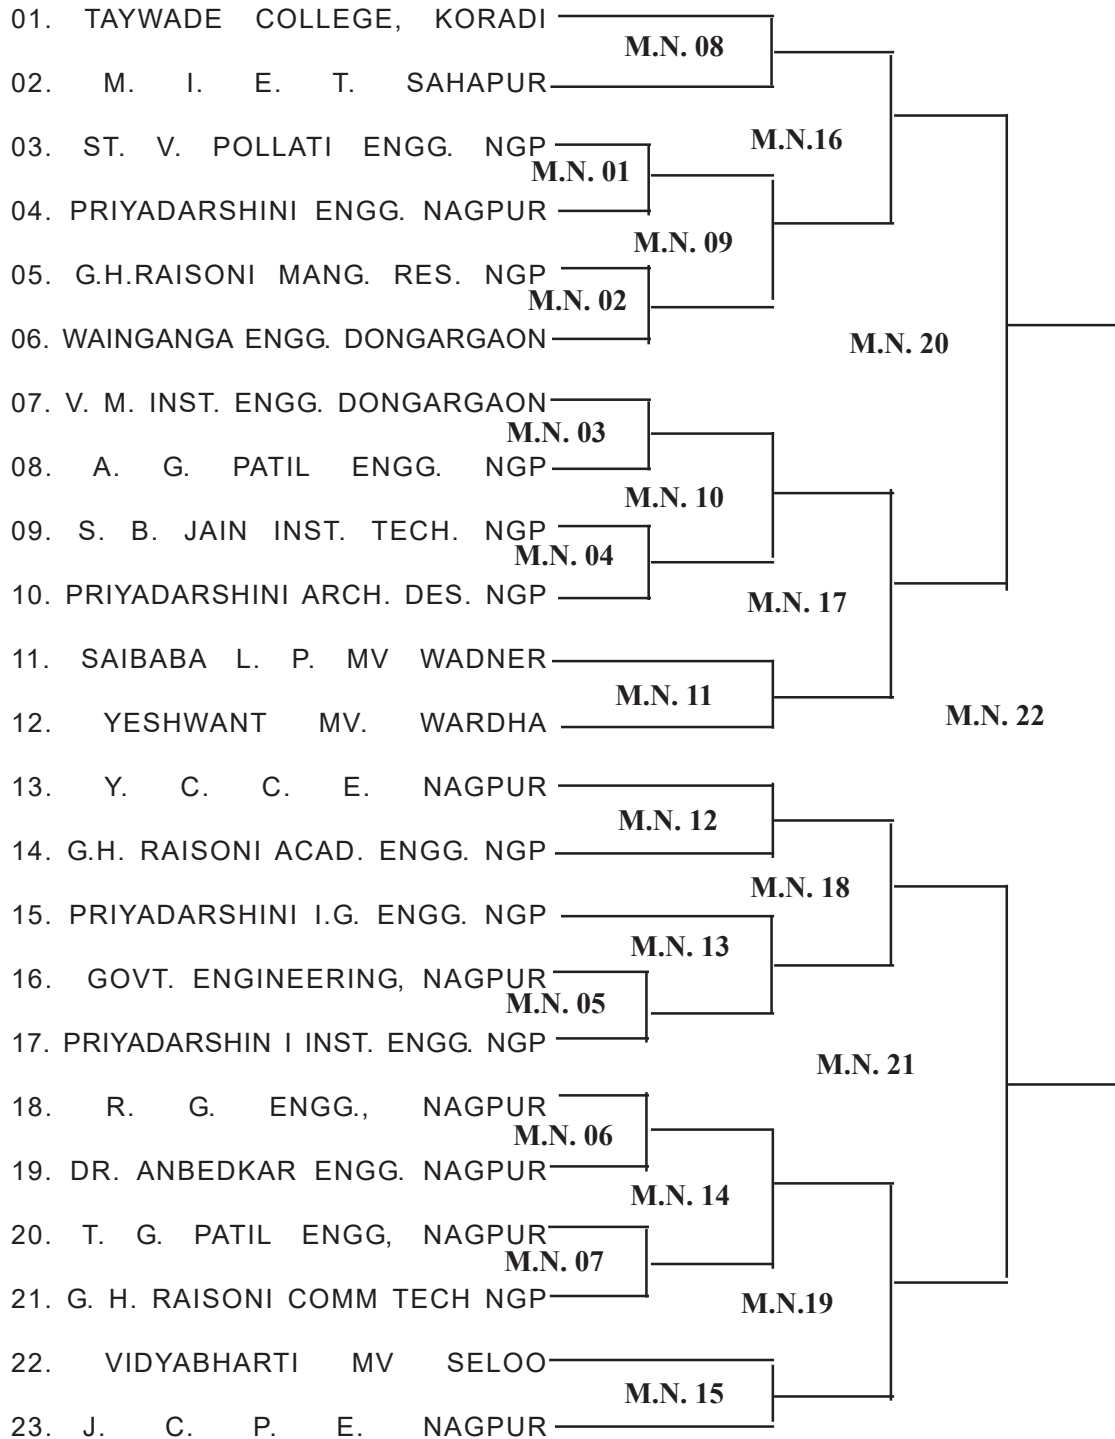 01. TAYWADE COLLEGE, KORADI
M.N. 08
02. M. I. E. T. SAHAPUR
M.N.16
03. ST. V. POLLATI ENGG. NGP
M.N. 01
04. PRIYADARSHINI ENGG. NAGPUR
M.N. 09
05. G.H.RAISONI MANG. RES. NGP
M.N. 02
06. WAINGANGA ENGG. DONGARGAON
M.N. 20
07. V. M. INST. ENGG. DONGARGAON
M.N. 03
08. A. G. PATIL ENGG. NGP
M.N. 10
09. S. B. JAIN INST. TECH. NGP
M.N. 04
10. PRIYADARSHINI ARCH. DES. NGP
M.N. 17
11. SAIBABA L. P. MV WADNER
M.N. 11
12. YESHWANT MV. WARDHA
M.N. 22
13. Y. C. C. E. NAGPUR
M.N. 12
14. G.H. RAISONI ACAD. ENGG. NGP
M.N. 18
15. PRIYADARSHINI I.G. ENGG. NGP
M.N. 13
16. GOVT. ENGINEERING, NAGPUR
M.N. 05
17. PRIYADARSHIN I INST. ENGG. NGP
M.N. 21
18. R. G. ENGG., NAGPUR
M.N. 06
19. DR. ANBEDKAR ENGG. NAGPUR
M.N. 14
20. T. G. PATIL ENGG, NAGPUR
M.N. 07
21. G. H. RAISONI COMM TECH NGP
M.N.19
22. VIDYABHARTI MV SELOO
M.N. 15
23. J. C. P. E. NAGPUR